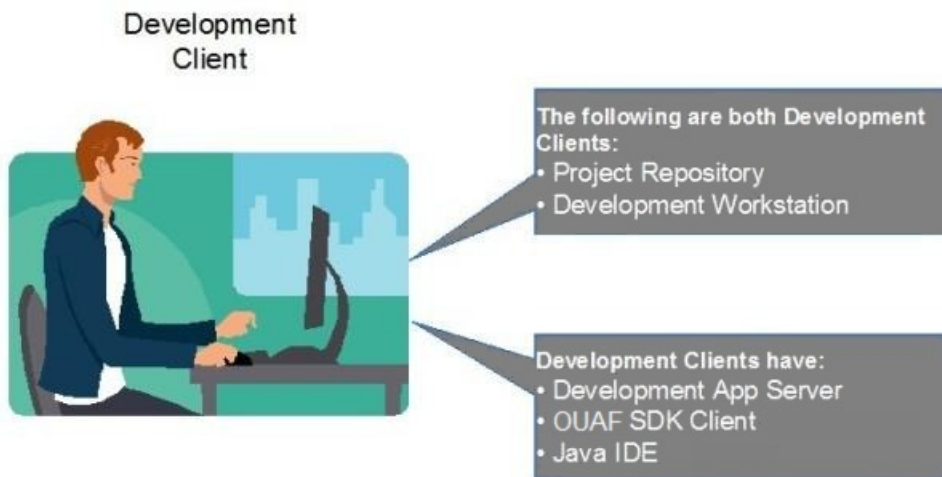 Development
Client
The following are both Development
Clients:
• Project Repository
• Development Workstation
Development Clients have:
• Development App Server
• OUAF SDK Client
• Java IDE